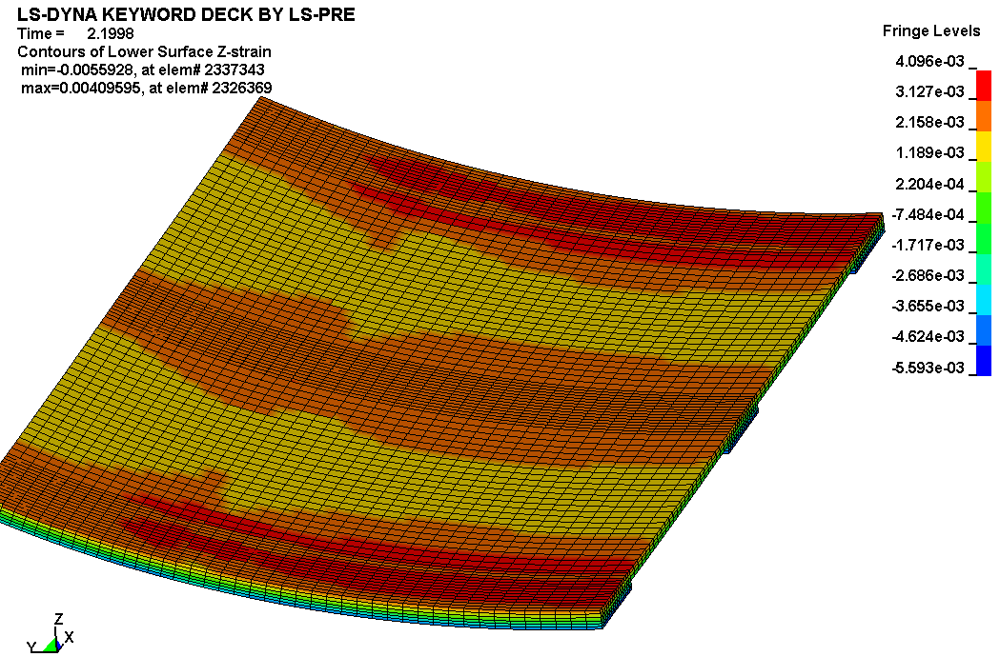 LS-DYNA KEYWORD DECK BY LS-PRE
Time = 2.1998
Contours of Lower Surface Z-strain
min=-0.0055928, at elem# 2337343
max=0.00409595, at elem# 2326369
Fringe Levels
4.096e-03
3.127e-03
2.158e-03
1.189e-03
2.204e-04
-7.484e-04
-1.717e-03
-2.686e-03
-3.655e-03
-4.624e-03
-5.593e-03
Z
X
Y